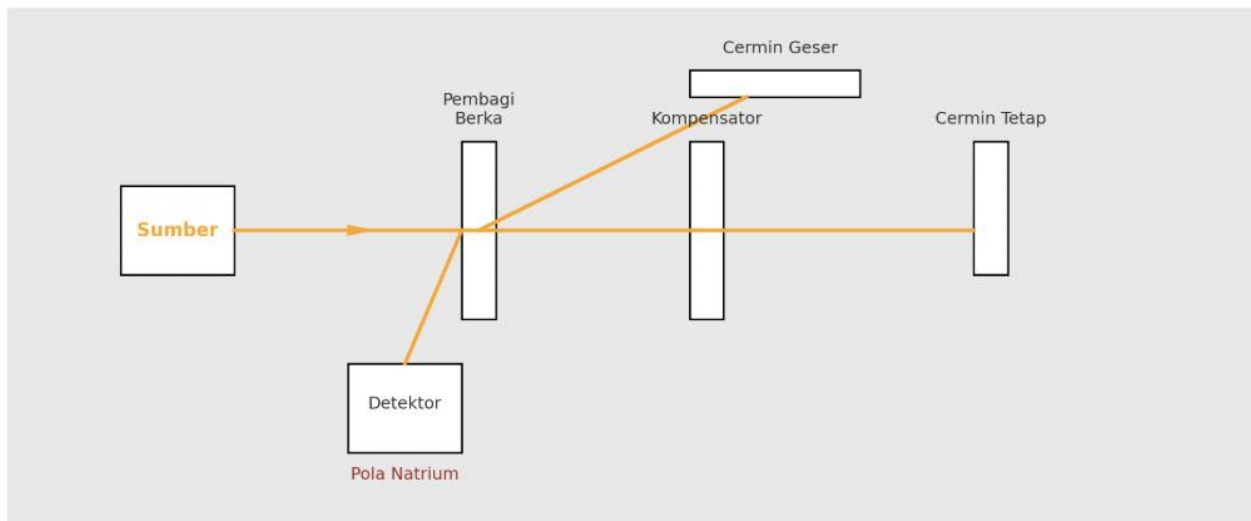 Cermin Geser
Pembagi
Berka
Kompensator
Cermin Tetap
Sumber
Detektor
Pola Natrium